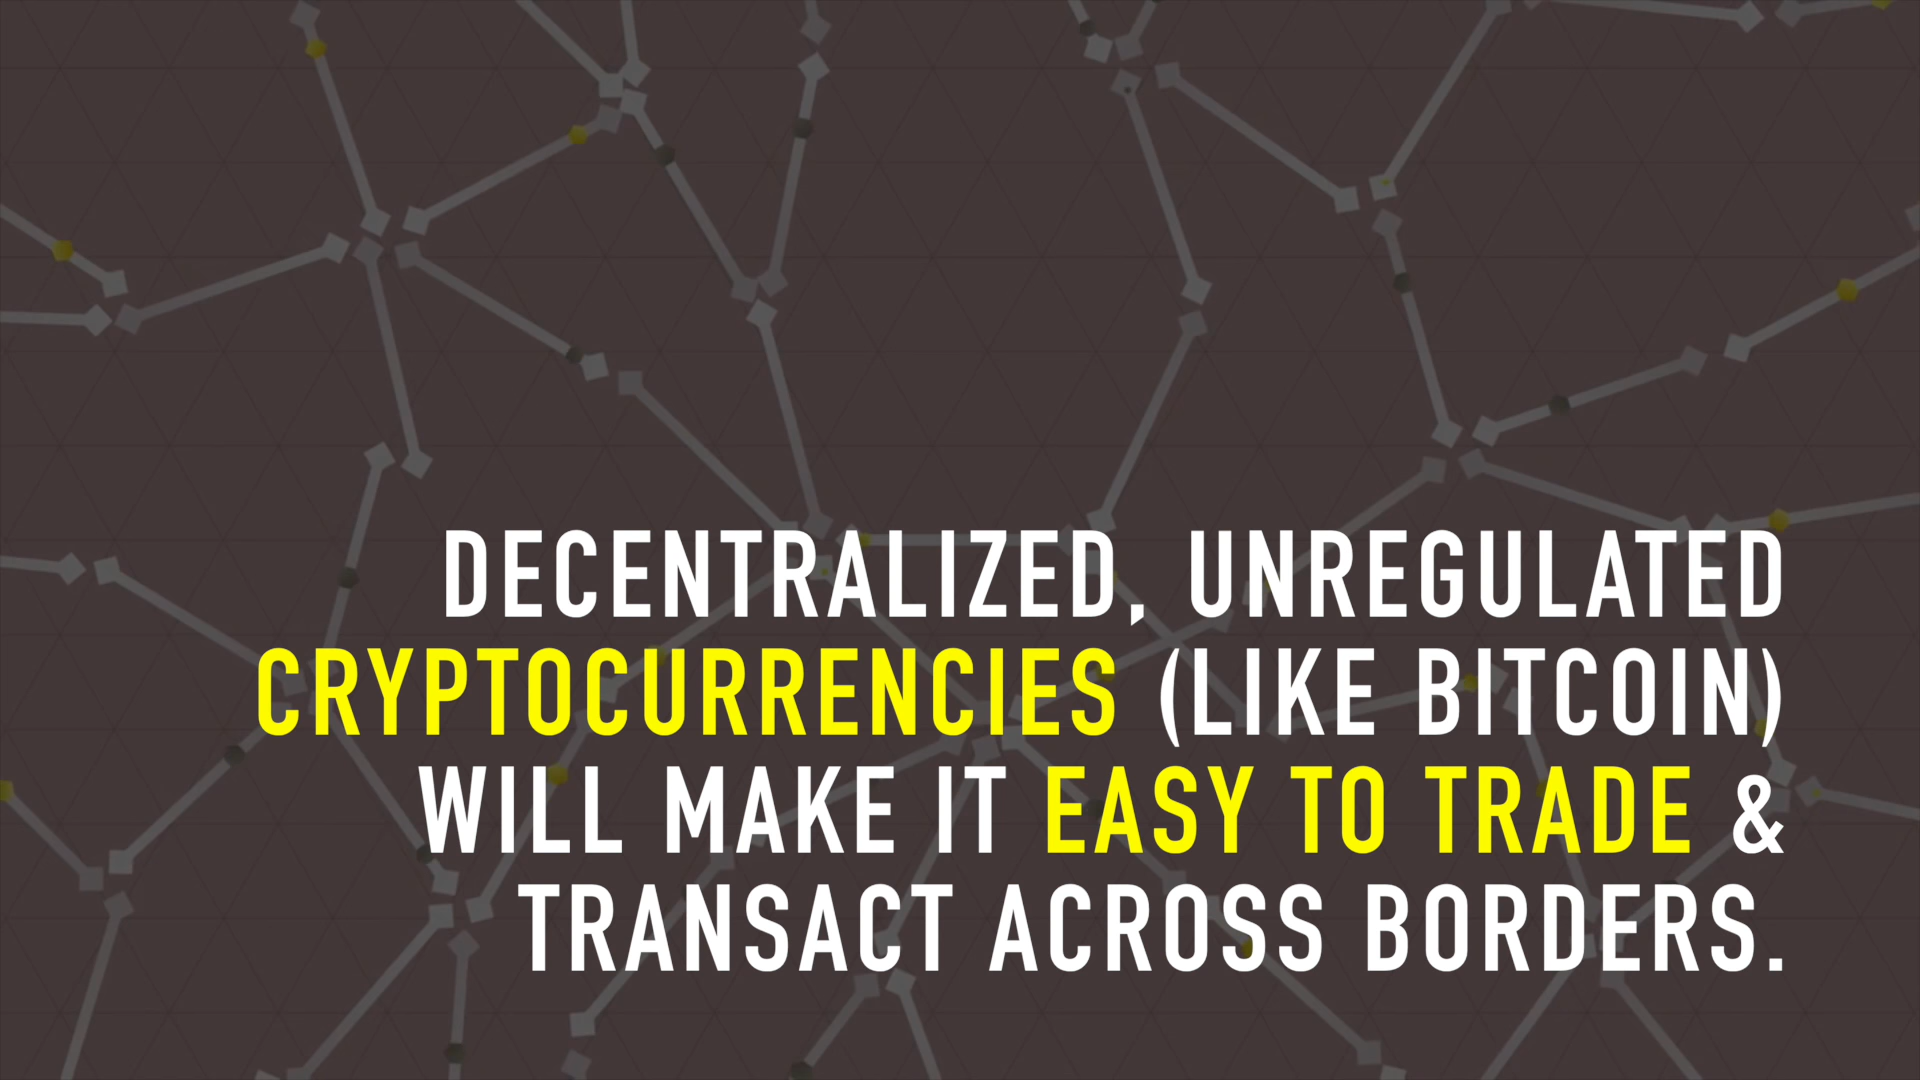 DECENTRALIZED, UNREGULATED
CRYPTOCURRENCIES (LIKE BITCOIN)
WILL MAKE IT EASY TO TRADE &
TRANSACT ACROSS BORDERS.